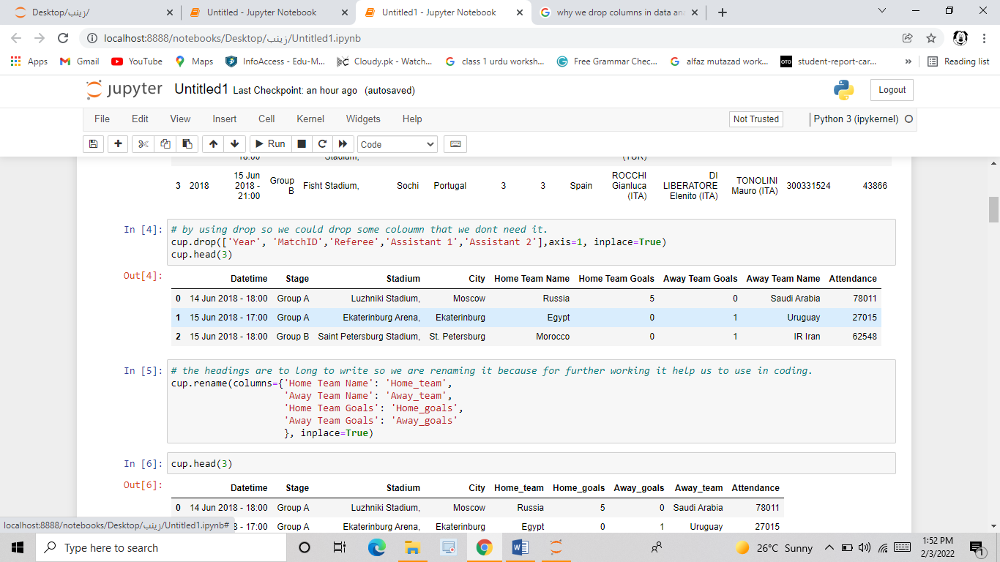 Desktop/زينب/
Untitled - Jupyter Notebook
Untitled1 - Jupyter Notebook
why we drop columns in data ana
localhost:8888/notebooks/Desktop/زينب/Untitled1.ipynb
Apps Gmail YouTube Maps InfoAccess - Edu-M... Cloudy.pk - Watch... class 1 urdu worksh... Free Grammar Chec... alfaz mutazad work... OTO student-report-car... » Reading list
jupyter Untitled1 Last Checkpoint: an hour ago (autosaved) Logout
File Edit View Insert Cell Kernel Widgets Help Not Trusted Python 3 (ipykernel)
Run Code
18:00 Stadium, (TUR)
3 2018 15 Jun 2018 - 21:00 Group B Fisht Stadium, Sochi Portugal 3 3 Spain ROCCHI Gianluca (ITA) DI LIBERATORE Elenito (ITA) TONOLINI Mauro (ITA) 300331524 43866
In [4]: # by using drop so we could drop some coloumn that we dont need it.
cup.drop(['Year', 'MatchID','Referee','Assistant 1','Assistant 2'],axis=1, inplace=True)
cup.head(3)
Out[4]:
Datetime Stage Stadium City Home Team Name Home Team Goals Away Team Goals Away Team Name Attendance
0 14 Jun 2018 - 18:00 Group A Luzhniki Stadium, Moscow Russia 5 0 Saudi Arabia 78011
1 15 Jun 2018 - 17:00 Group A Ekaterinburg Arena, Ekaterinburg Egypt 0 1 Uruguay 27015
2 15 Jun 2018 - 18:00 Group B Saint Petersburg Stadium, St. Petersburg Morocco 0 1 IR Iran 62548
In [5]: # the headings are to long to write so we are renaming it because for further working it help us to use in coding.
cup.rename(columns={'Home Team Name': 'Home_team',
'Away Team Name': 'Away_team',
'Home Team Goals': 'Home_goals',
'Away Team Goals': 'Away_goals'
}, inplace=True)
In [6]: cup.head(3)
Out[6]:
Datetime Stage Stadium City Home_team Home_goals Away_goals Away_team Attendance
0 14 Jun 2018 - 18:00 Group A Luzhniki Stadium, Moscow Russia 5 0 Saudi Arabia 78011
8 - 17:00 Group A Ekaterinburg Arena, Ekaterinburg Egypt 0 1 Uruguay 27015
localhost:8888/notebooks/Desktop/زينب/Untitled1.ipynb#
Type here to search
26°C Sunny
1:52 PM
2/3/2022
1